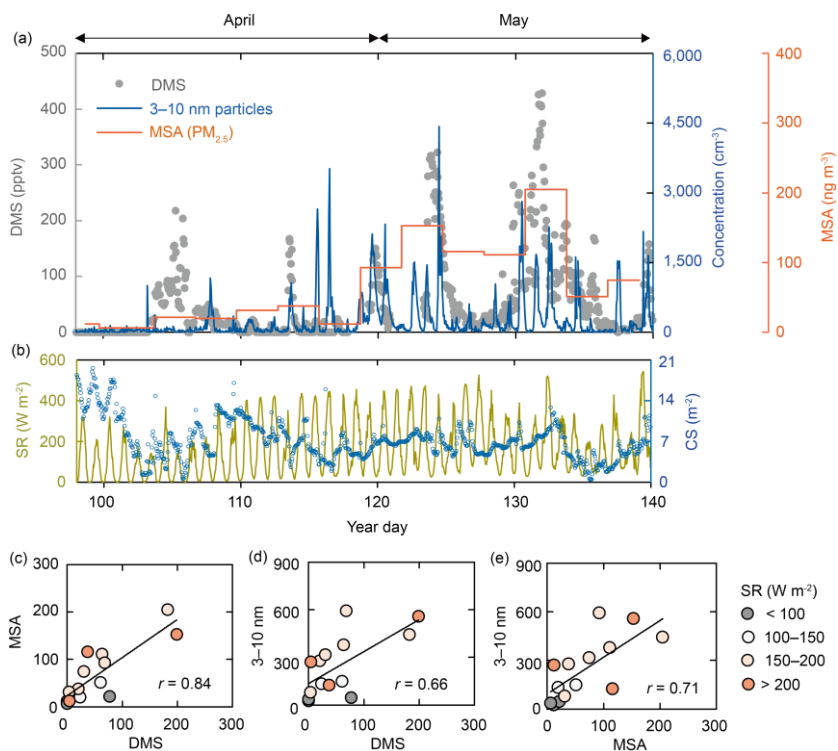 April May
(a)
500 6,000 400
DMS
3–10 nm particles
MSA (PM2.5)
400 4,500 300
300 3,000 200
200 1,500 100
100
0 0 0
DMS (pptv)
Concentration (cm-3)
MSA (ng m-3)
(b)
600 21
400 14
200 7
0 0
SR (W m-2)
CS (m-2)
100 110 120 130 140
Year day
(c) (d) (e)
300 900 900
200 600 600
100 300 300
0 0 0
MSA 3–10 nm 3–10 nm
r = 0.84 r = 0.66 r = 0.71
0 100 200 300 0 100 200 300 0 100 200 300
DMS DMS MSA
SR (W m-2)
< 100
100–150
150–200
> 200